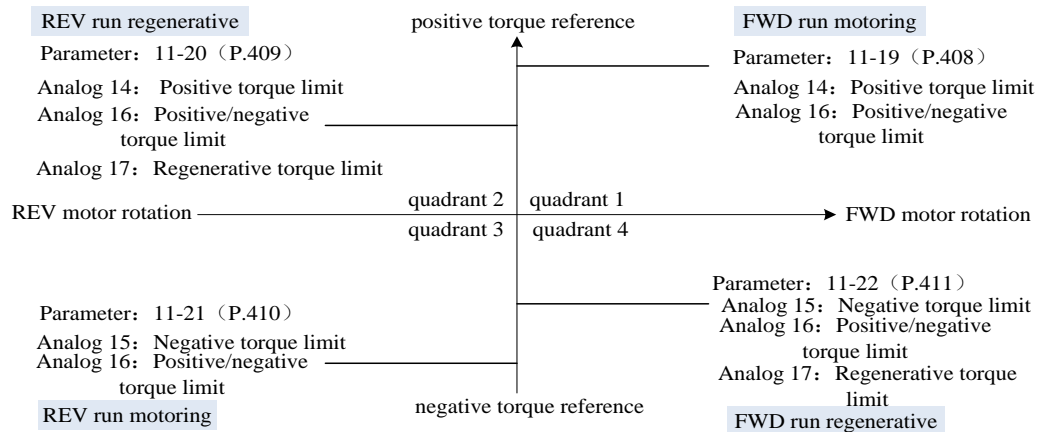 REV run regenerative
positive torque reference
FWD run motoring
Parameter：11-20（P.409）
Analog 14：Positive torque limit
Analog 16：Positive/negative
torque limit
Analog 17：Regenerative torque limit
Parameter：11-19（P.408）
Analog 14：Positive torque limit
Analog 16：Positive/negative
torque limit
quadrant 2
quadrant 1
REV motor rotation
FWD motor rotation
quadrant 3
quadrant 4
Parameter：11-21（P.410）
Analog 15：Negative torque limit
Analog 16：Positive/negative
torque limit
REV run motoring
Parameter：11-22（P.411）
Analog 15：Negative torque limit
Analog 16：Positive/negative
torque limit
Analog 17：Regenerative torque
limit
negative torque reference
FWD run regenerative